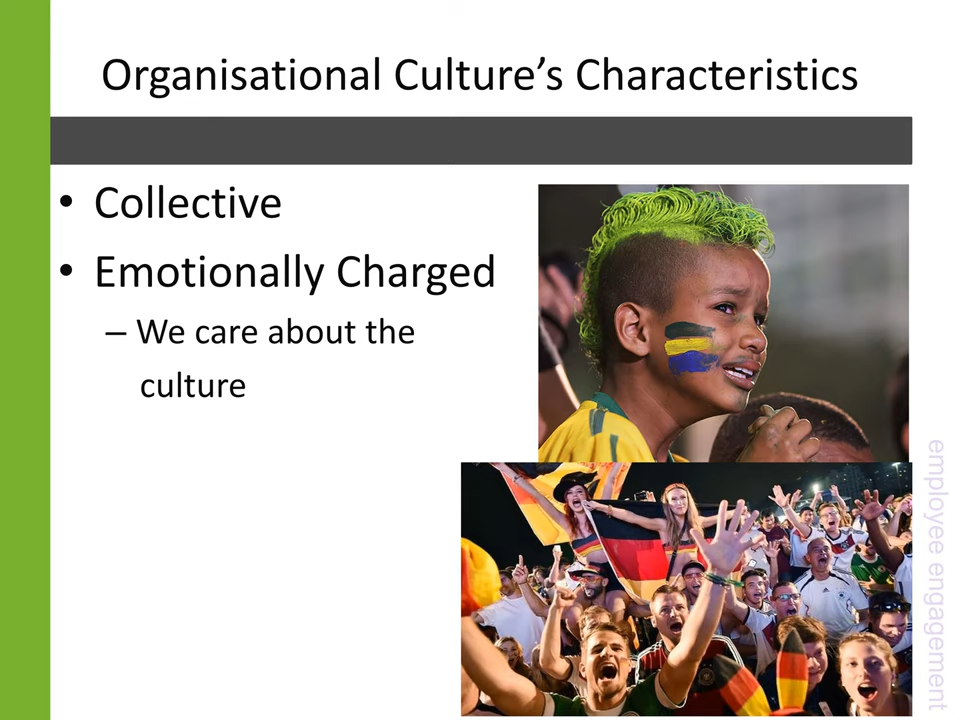 Organisational Culture’s Characteristics
• Collective
• Emotionally Charged
– We care about the
culture
employee engagement